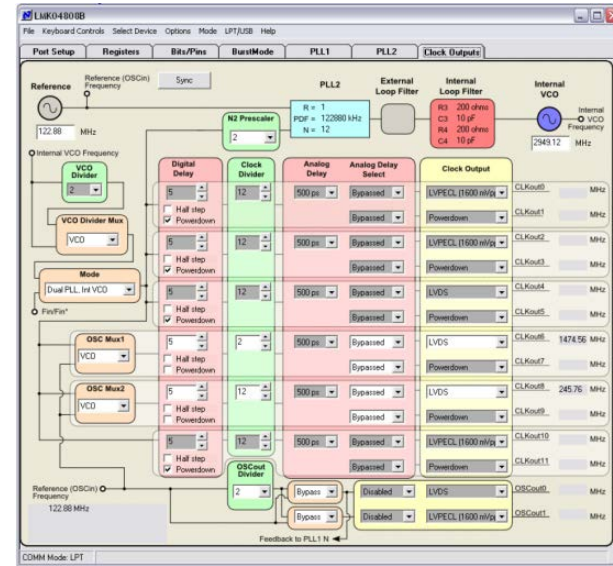 LMK04808B
File Keyboard Controls Select Device Options Mode LPT/USB Help
Port Setup Registers Bits/Pins BurstMode PLL1 PLL2 Clock Outputs
Reference
Reference (OSCin) Frequency
Sync
122.88 MHz
PLL2
R = 1
PDF = 122880 kHz
N = 12
External Loop Filter
Internal Loop Filter
R3 200 ohms
C3 10 pF
R4 200 ohms
C4 10 pF
Internal VCO
Internal VCO Frequency
2949.12 MHz
N2 Prescaler
2
Internal VCO Frequency
VCO Divider
2
VCO Divider Mux
VCO
Mode
Dual PLL, Int VCO
Fin/Fin*
OSC Mux1
VCO
OSC Mux2
VCO
Digital Delay Clock Divider Analog Delay Analog Delay Select Clock Output
5 12 500 ps Bypassed LVPECL (1600 mVp CLKout0 MHz
Half step
Powerdown
Bypassed Powerdown CLKout1 MHz
5 12 500 ps Bypassed LVPECL (1600 mVp CLKout2 MHz
Half step
Powerdown
Bypassed Powerdown CLKout3 MHz
5 12 500 ps Bypassed LVDS CLKout4 MHz
Half step
Powerdown
Bypassed Powerdown CLKout5 MHz
5 2 500 ps Bypassed LVDS CLKout6 1474.56 MHz
Half step
Powerdown
Bypassed Powerdown CLKout7 MHz
5 12 500 ps Bypassed LVDS CLKout8 245.76 MHz
Half step
Powerdown
Bypassed Powerdown CLKout9 MHz
5 12 500 ps Bypassed LVPECL (1600 mVp CLKout10 MHz
Half step
Powerdown
Bypassed Powerdown CLKout11 MHz
OSCout Divider
2
Reference (OSCin) Frequency
122.88 MHz
Bypass Disabled LVDS OSCout0 MHz
Bypass Disabled LVPECL (1600 mVp OSCout1 MHz
Feedback to PLL1 N
COMM Mode: LPT